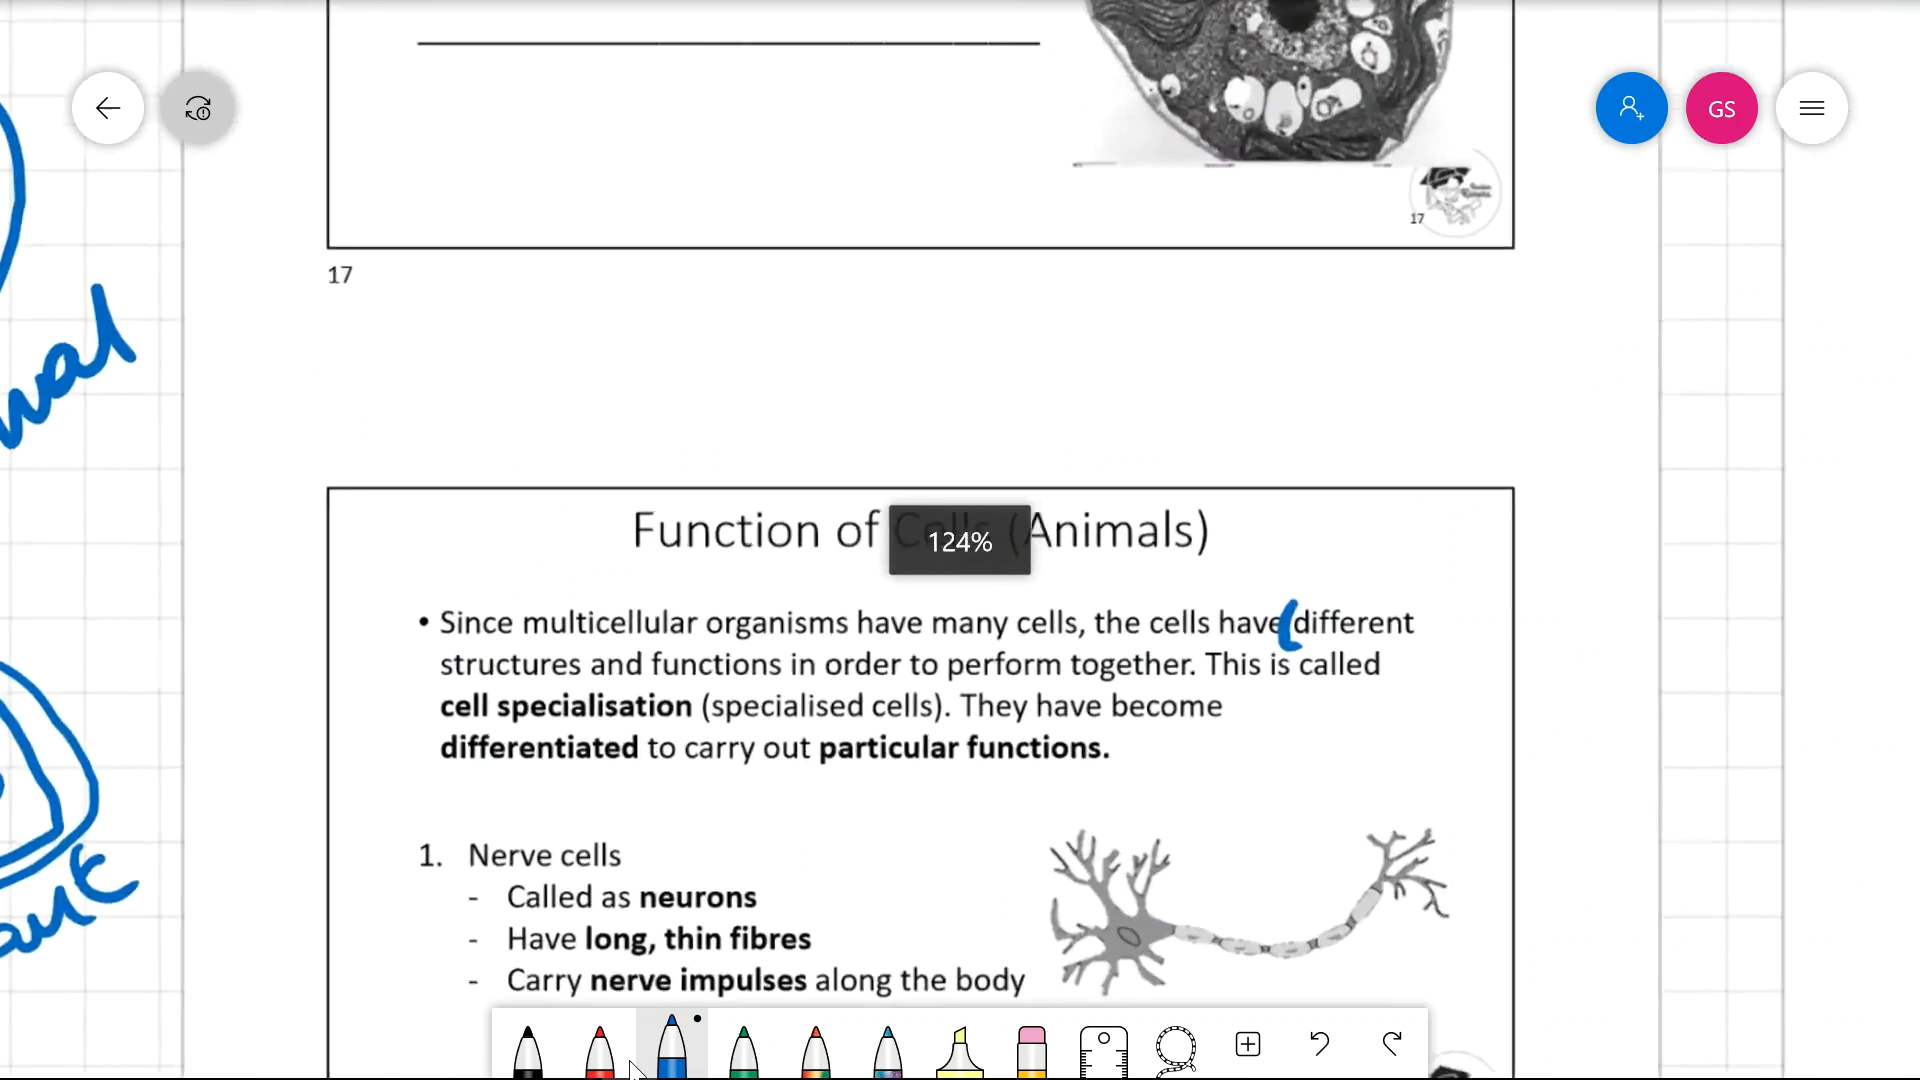 GS
17
17
Function of Cells (Animals)
124%
• Since multicellular organisms have many cells, the cells have different
structures and functions in order to perform together. This is called
cell specialisation (specialised cells). They have become
differentiated to carry out particular functions.
1. Nerve cells
- Called as neurons
- Have long, thin fibres
- Carry nerve impulses along the body